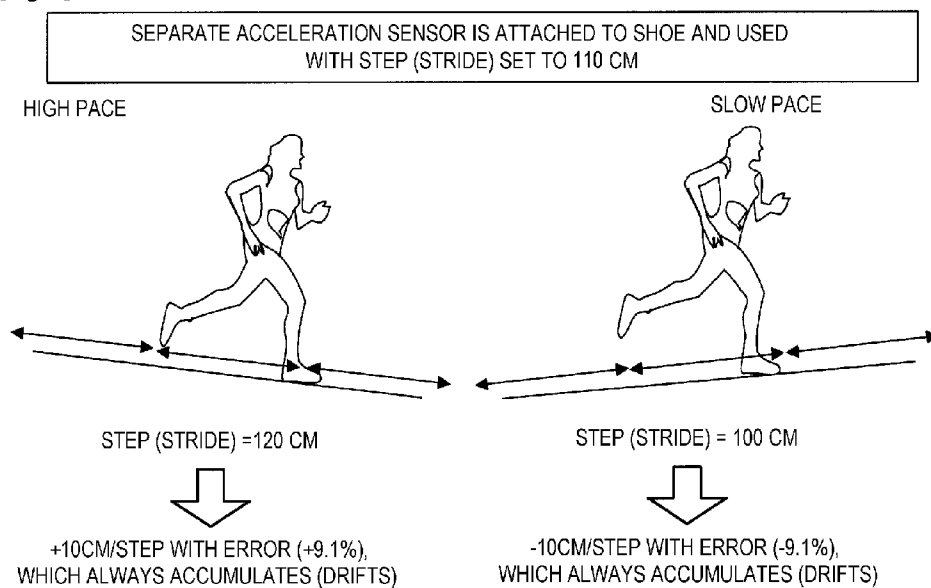 SEPARATE ACCELERATION SENSOR IS ATTACHED TO SHOE AND USED
WITH STEP (STRIDE) SET TO 110 CM
HIGH PACE
SLOW PACE
STEP (STRIDE) =120 CM
STEP (STRIDE) = 100 CM
+10CM/STEP WITH ERROR (+9.1%),
WHICH ALWAYS ACCUMULATES (DRIFTS)
-10CM/STEP WITH ERROR (-9.1%),
WHICH ALWAYS ACCUMULATES (DRIFTS)